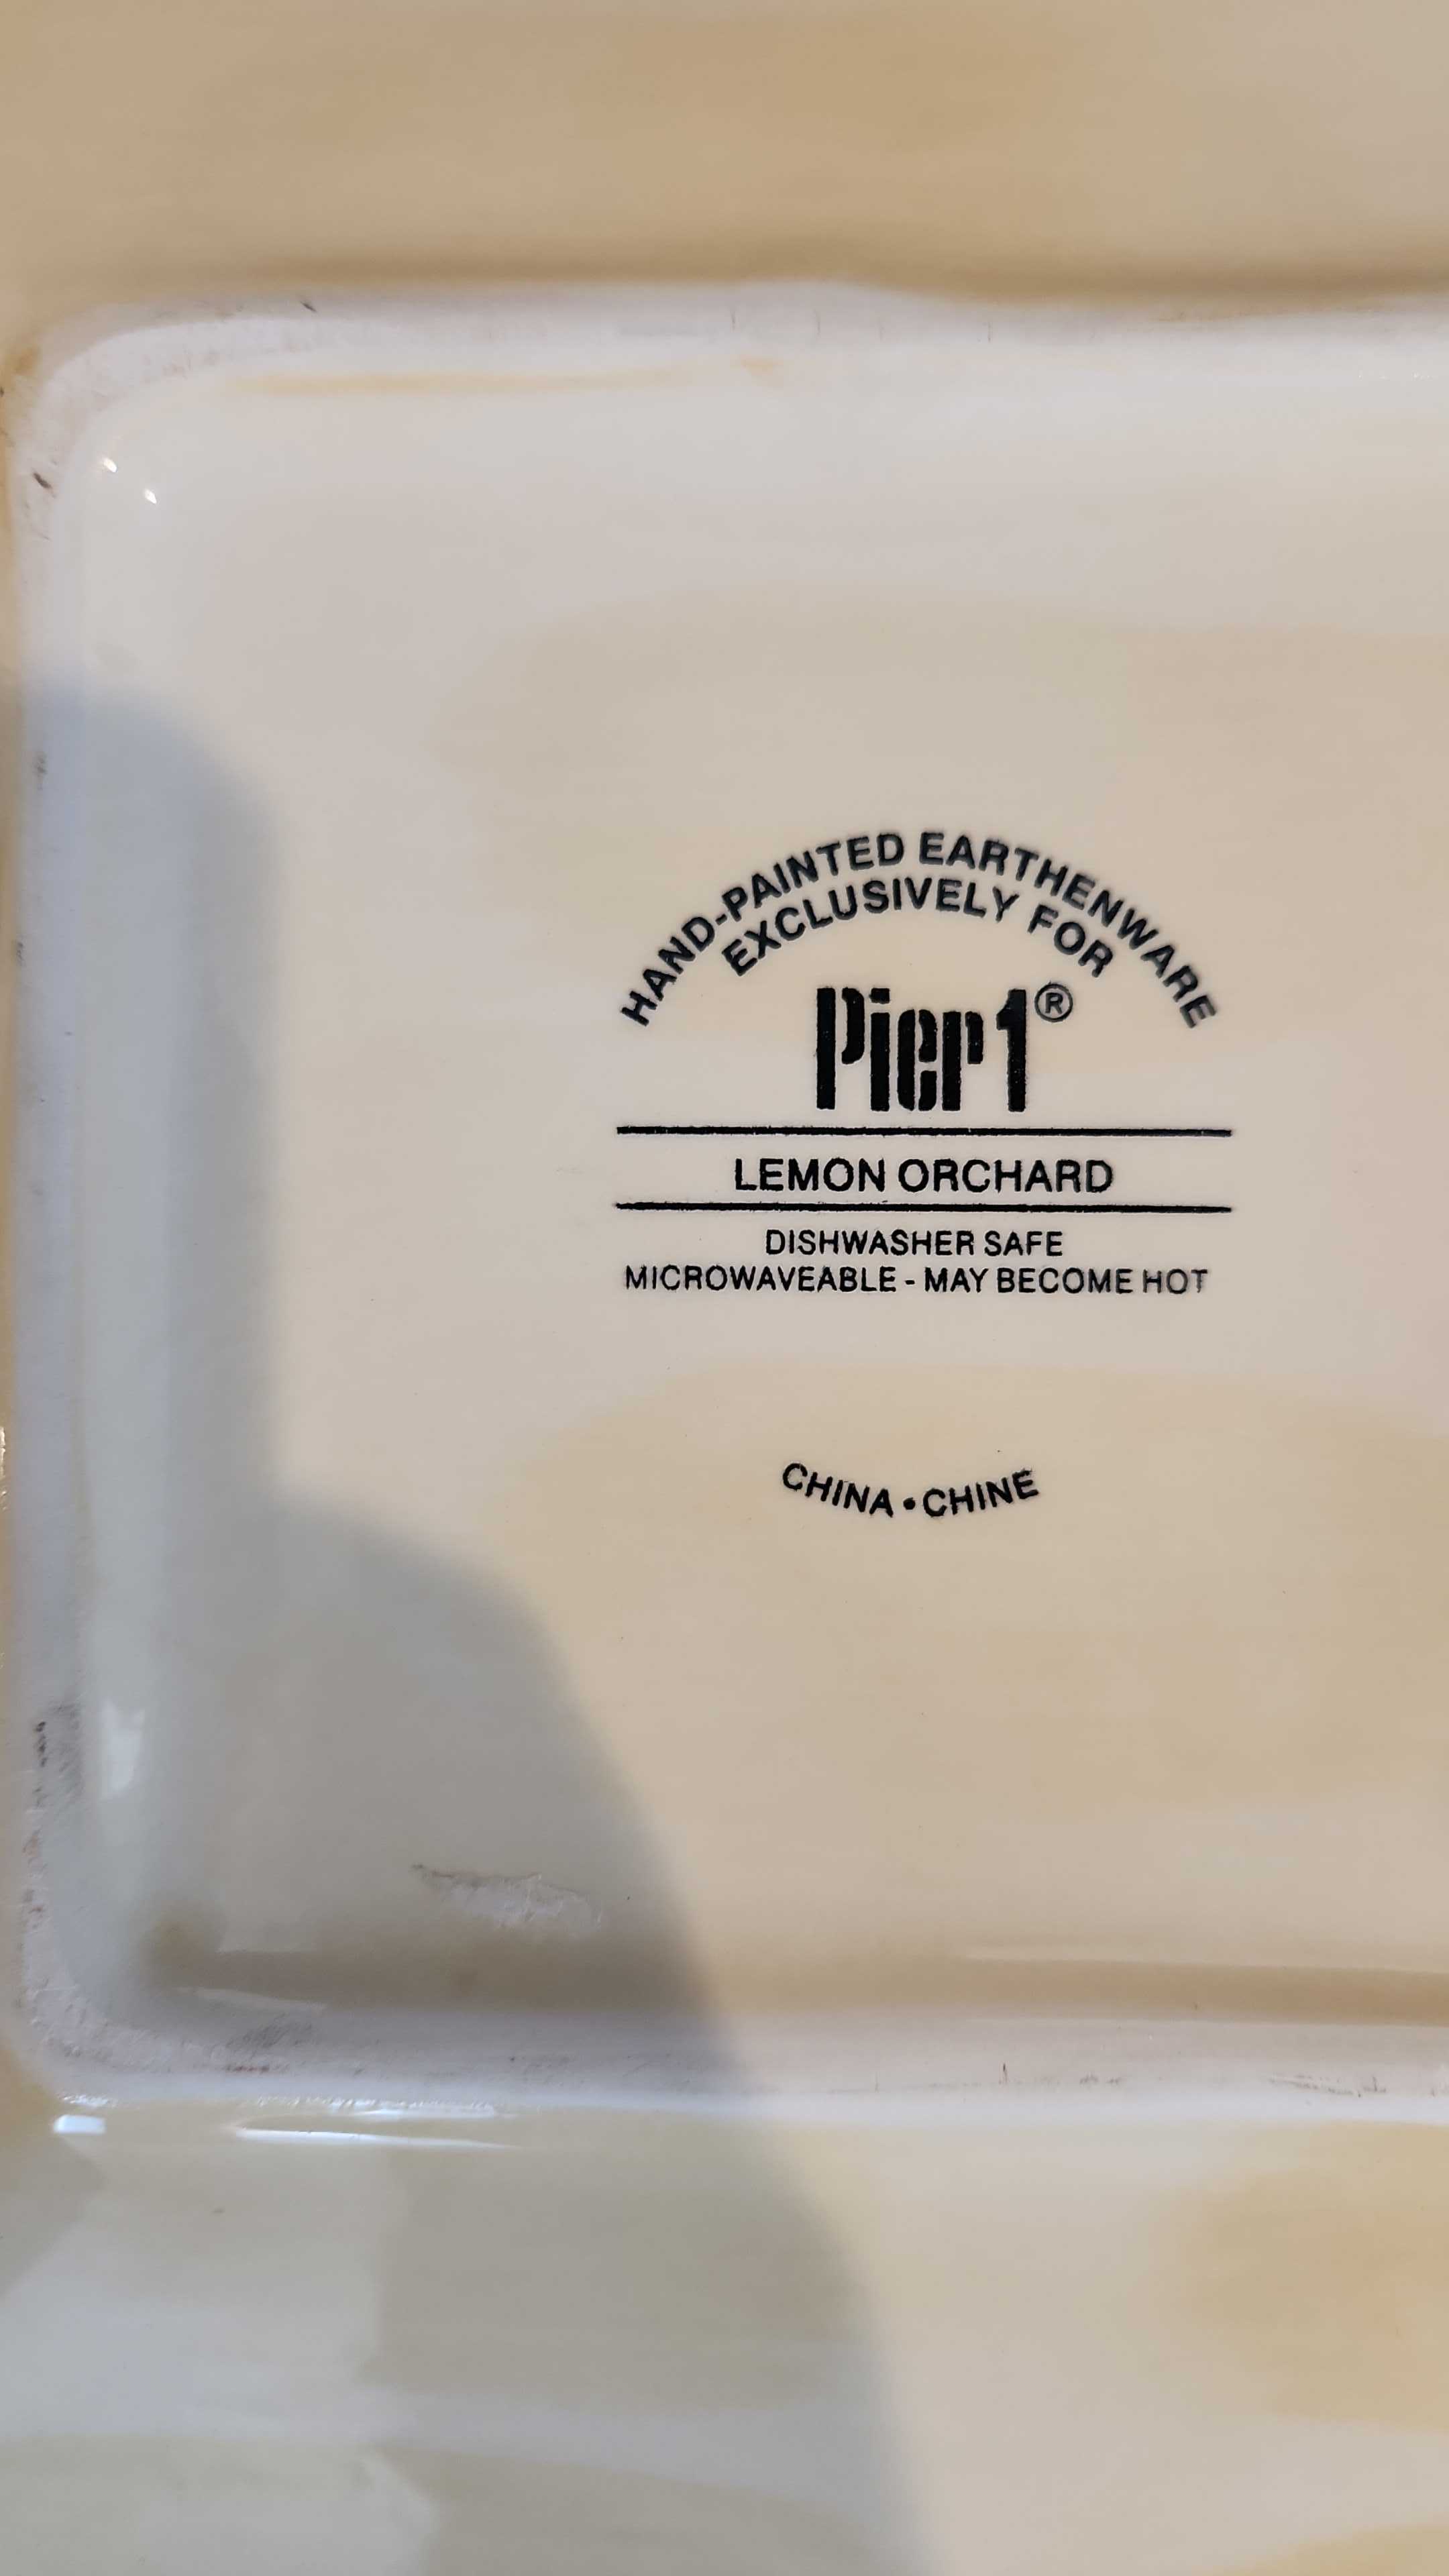 HAND-PAINTED EARTHENWARE
EXCLUSIVELY FOR
Pier1®
LEMON ORCHARD
DISHWASHER SAFE
MICROWAVEABLE - MAY BECOME HOT
CHINA • CHINE